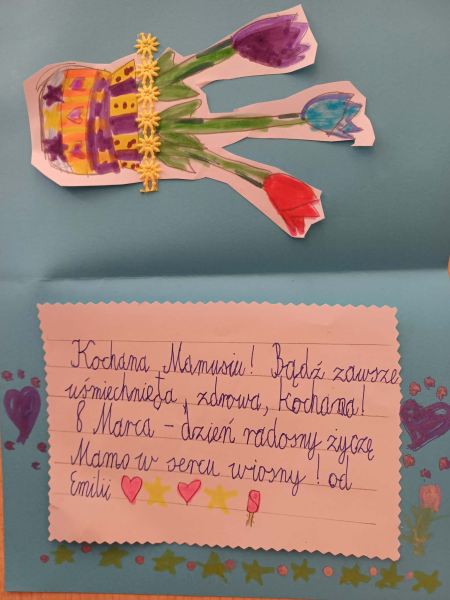 Kochana Mamusiu! Bądź zawsze
uśmiechnięta, zdrowa, kochana!
8 Marca - dzień radosny życzę
Mamo w sercu wiosny! od
Emilii